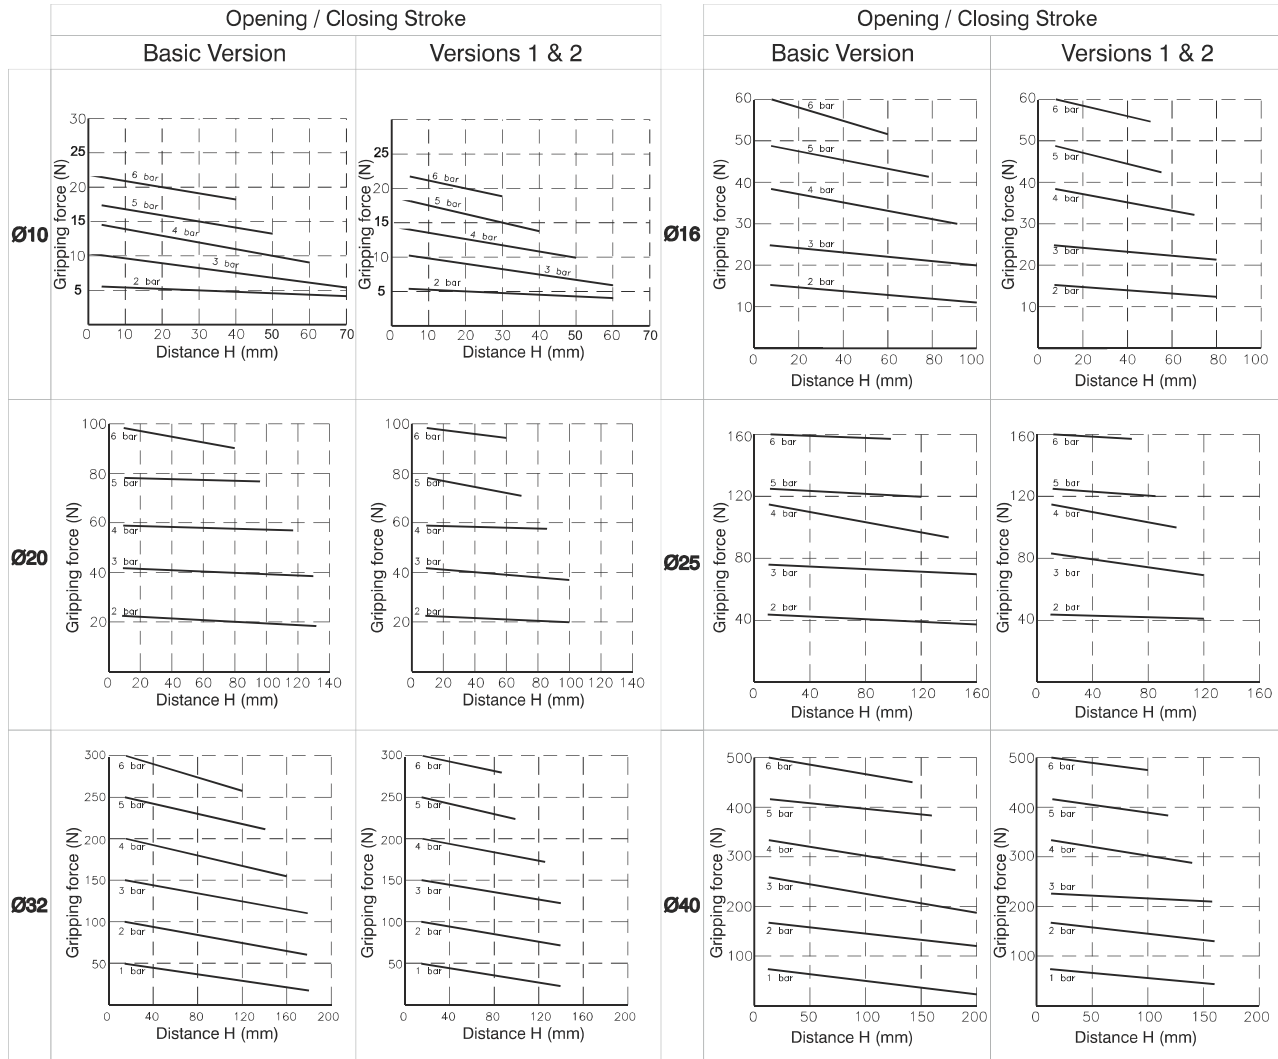 Opening / Closing Stroke
Opening / Closing Stroke
Basic Version
Versions 1 & 2
Basic Version
Versions 1 & 2
Ø10
Gripping force (N)
30
25
20
15
10
5
6 bar
5 bar
4 bar
3 bar
2 bar
0 10 20 30 40 50 60 70
Distance H (mm)
Gripping force (N)
25
20
15
10
5
6 bar
5 bar
4 bar
3 bar
2 bar
0 10 20 30 40 50 60 70
Distance H (mm)
Ø16
Gripping force (N)
60
50
40
30
20
10
6 bar
5 bar
4 bar
3 bar
2 bar
0 20 40 60 80 100
Distance H (mm)
Gripping force (N)
60
50
40
30
20
10
6 bar
5 bar
4 bar
3 bar
2 bar
0 20 40 60 80 100
Distance H (mm)
Ø20
Gripping force (N)
100
80
60
40
20
6 bar
5 bar
4 bar
3 bar
2 bar
0 20 40 60 80 100 120 140
Distance H (mm)
Gripping force (N)
100
80
60
40
20
6 bar
5 bar
4 bar
3 bar
2 bar
0 20 40 60 80 100 120 140
Distance H (mm)
Ø25
Gripping force (N)
160
120
80
40
6 bar
5 bar
4 bar
3 bar
2 bar
0 40 80 120 160
Distance H (mm)
Gripping force (N)
160
120
80
40
6 bar
5 bar
4 bar
3 bar
2 bar
0 40 80 120 160
Distance H (mm)
Ø32
Gripping force (N)
300
250
200
150
100
50
6 bar
5 bar
4 bar
3 bar
2 bar
1 bar
0 40 80 120 160 200
Distance H (mm)
Gripping force (N)
300
250
200
150
100
50
6 bar
5 bar
4 bar
3 bar
2 bar
1 bar
0 40 80 120 160 200
Distance H (mm)
Ø40
Gripping force (N)
500
400
300
200
100
6 bar
5 bar
4 bar
3 bar
2 bar
1 bar
0 50 100 150 200
Distance H (mm)
Gripping force (N)
500
400
300
200
100
6 bar
5 bar
4 bar
3 bar
2 bar
1 bar
0 50 100 150 200
Distance H (mm)